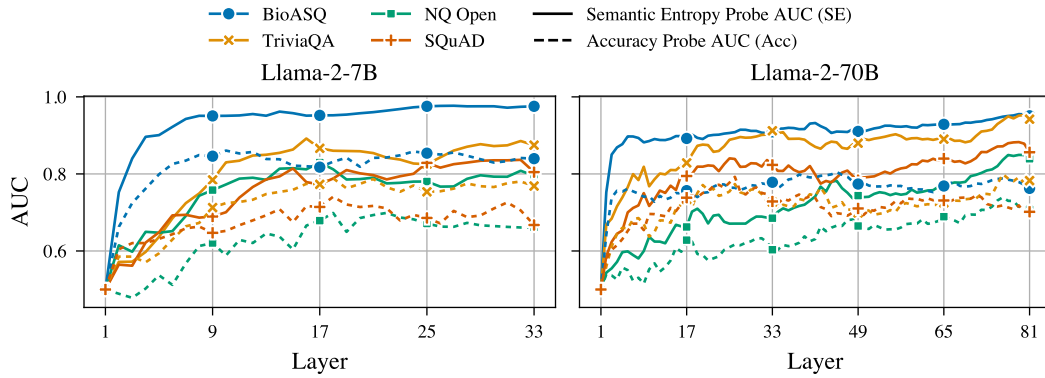 BioASQ NQ Open Semantic Entropy Probe AUC (SE)
TriviaQA SQuAD Accuracy Probe AUC (Acc)
Llama-2-7B Llama-2-70B
1.0
0.8
0.6
AUC
1 9 17 25 33 1 17 33 49 65 81
Layer Layer